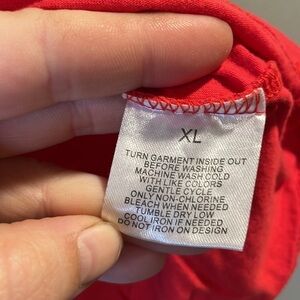 XL
TURN GARMENT INSIDE OUT
BEFORE WASHING
MACHINE WASH COLD
WITH LIKE COLORS
GENTLE CYCLE
ONLY NON-CHLORINE
BLEACH WHEN NEEDED
TUMBLE DRY LOW
COOL IRON IF NEEDED
DO NOT IRON ON DESIGN